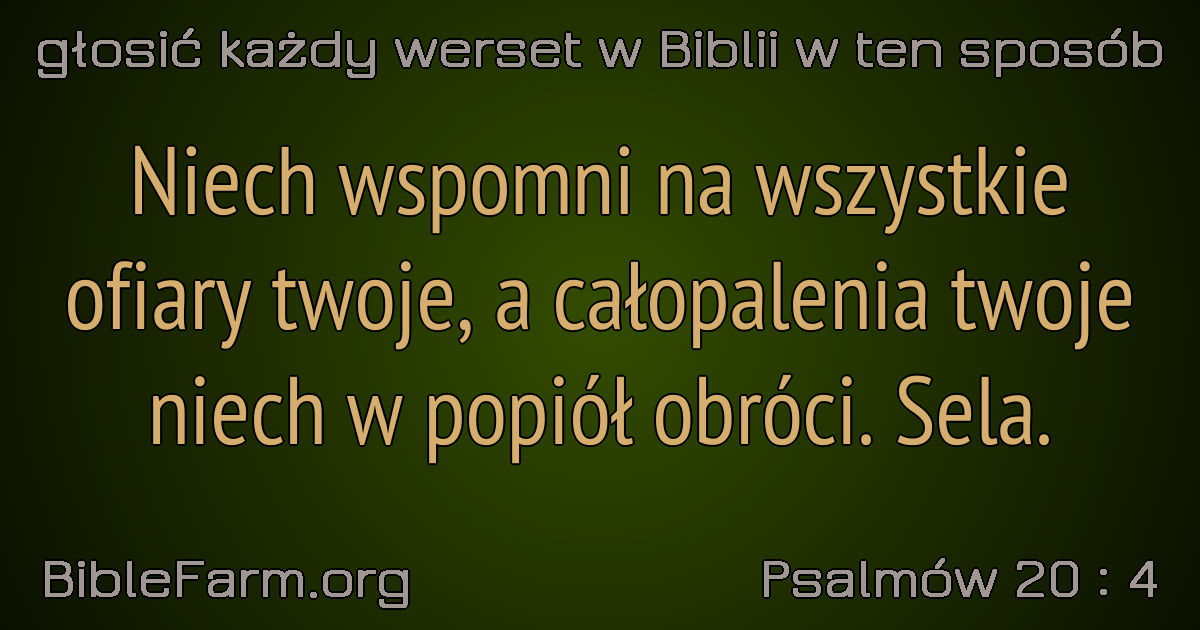 głosić każdy werset w Biblii w ten sposób
Niech wspomni na wszystkie
ofiary twoje, a całopalenia twoje
niech w popiół obróci. Sela.
BibleFarm.org
Psalmów 20 : 4